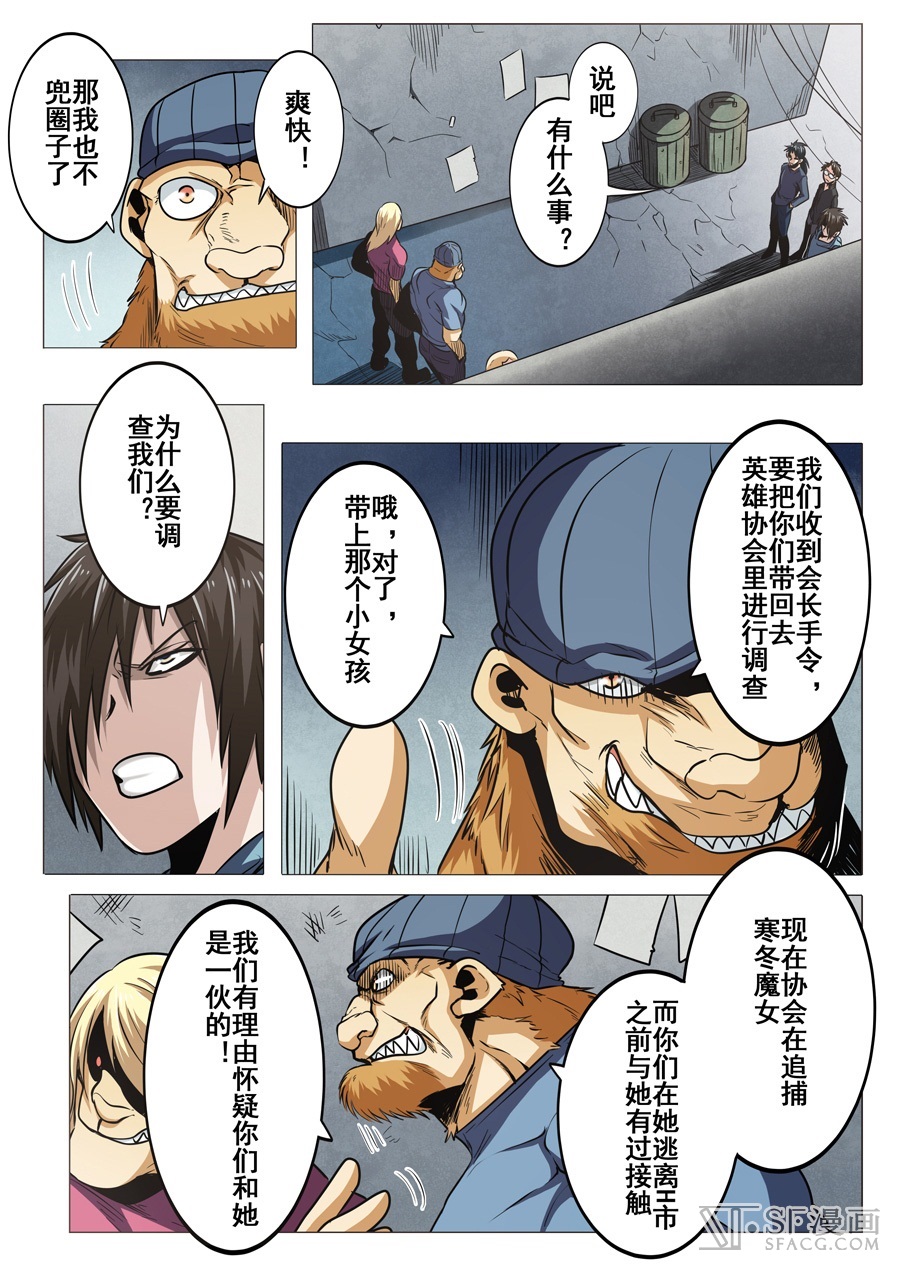 说吧
有什么事？
爽快！
那我也不
兜圈子了
我们收到会长手令，
要把你们带回去
英雄协会里进行调查
哦，对了，
带上那个小女孩
为什么要调
查我们？
现在协会在追捕
寒冬魔女
而你们在她逃离H市
之前与她有过接触
我们有理由怀疑你们和她
是一伙的！
SF漫画
SFACG.COM